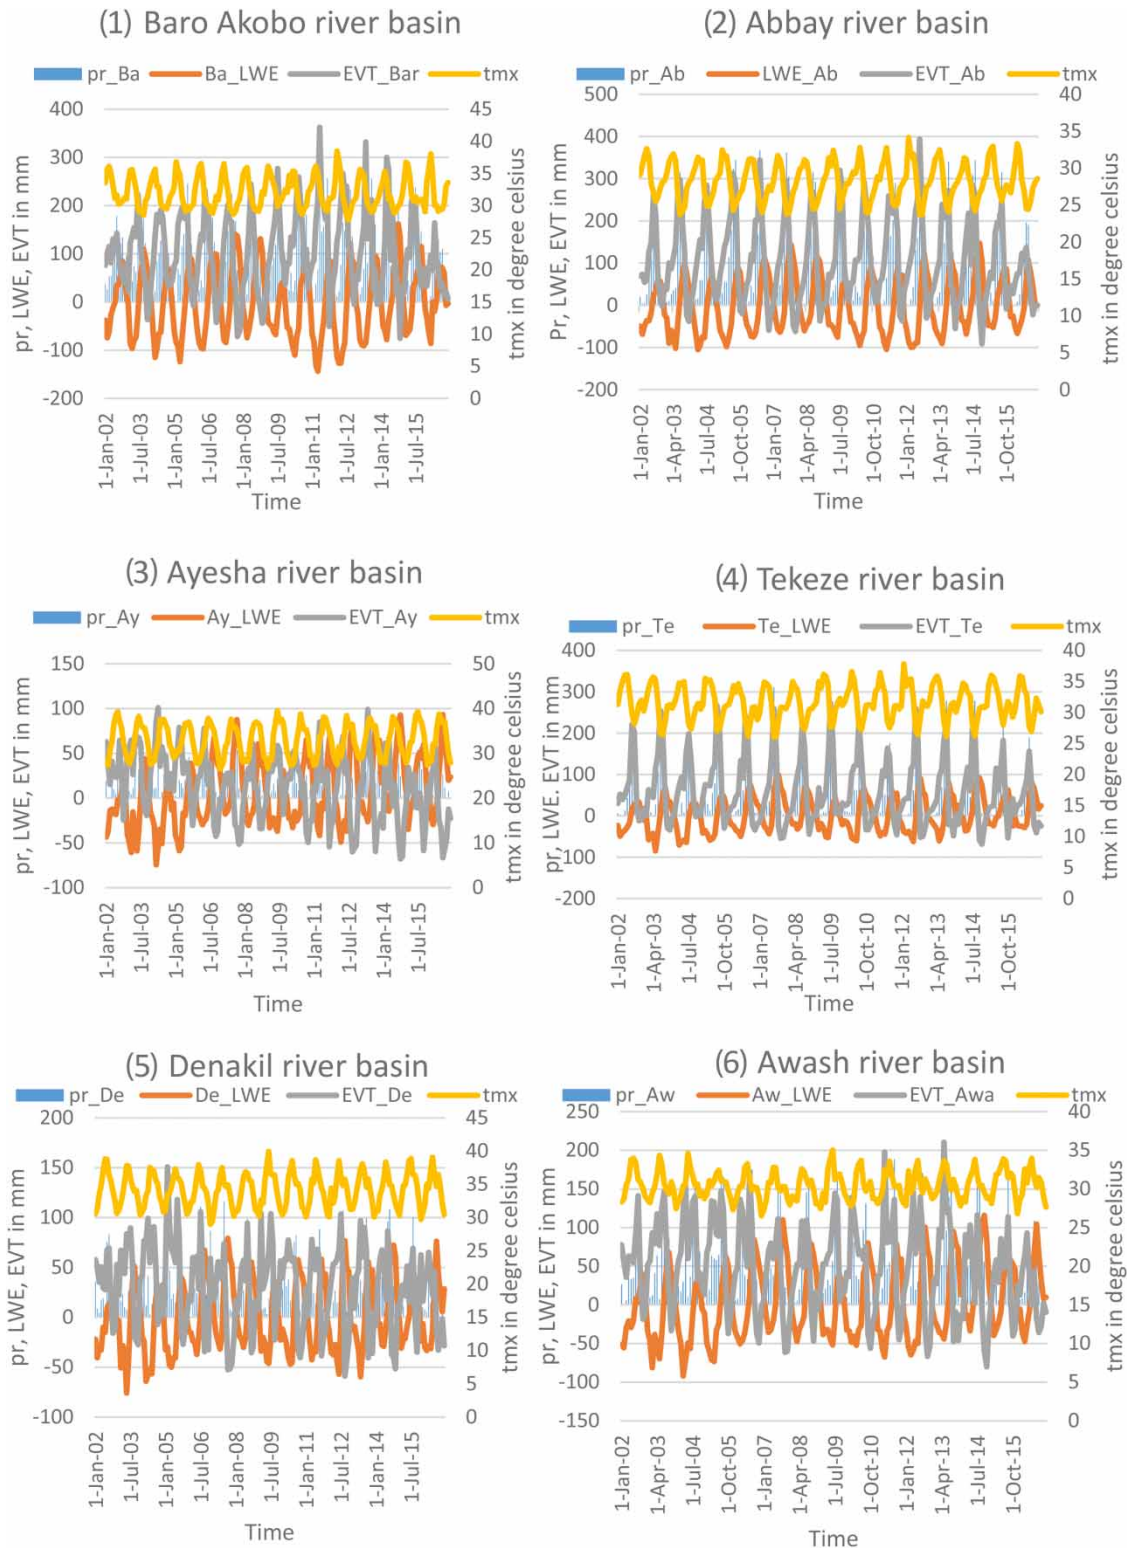 (1) Baro Akobo river basin
pr_Ba Ba_LWE EVT_Bar tmx
400
300
200
100
0
-100
-200
45
40
35
30
25
20
15
10
5
0
pr, LWE, EVT in mm
tmx in degree celsius
1-Jan-02
1-Jul-03
1-Jan-05
1-Jul-06
1-Jan-08
1-Jul-09
1-Jan-11
1-Jul-12
1-Jan-14
1-Jul-15
Time
(2) Abbay river basin
pr_Ab LWE_Ab EVT_Ab tmx
500
400
300
200
100
0
-100
-200
40
35
30
25
20
15
10
5
0
Pr, LWE, EVT in mm
tmx in degree celsius
1-Jan-02
1-Apr-03
1-Jul-04
1-Oct-05
1-Jan-07
1-Apr-08
1-Jul-09
1-Oct-10
1-Jan-12
1-Apr-13
1-Jul-14
1-Oct-15
Time
(3) Ayesha river basin
pr_Ay Ay_LWE EVT_Ay tmx
150
100
50
0
-50
-100
50
40
30
20
10
0
pr, LWE, EVT in mm
tmx in degree celsius
1-Jan-02
1-Jul-03
1-Jan-05
1-Jul-06
1-Jan-08
1-Jul-09
1-Jan-11
1-Jul-12
1-Jan-14
1-Jul-15
Time
(4) Tekeze river basin
pr_Te Te_LWE EVT_Te tmx
400
300
200
100
0
-100
-200
40
35
30
25
20
15
10
5
0
pr, LWE. EVT in mm
tmx in degree celsius
1-Jan-02
1-Apr-03
1-Jul-04
1-Oct-05
1-Jan-07
1-Apr-08
1-Jul-09
1-Oct-10
1-Jan-12
1-Apr-13
1-Jul-14
1-Oct-15
Time
(5) Denakil river basin
pr_De De_LWE EVT_De tmx
200
150
100
50
0
-50
-100
45
40
35
30
25
20
15
10
5
0
pr, LWE, EVT in mm
tmx in degree celsius
1-Jan-02
1-Jul-03
1-Jan-05
1-Jul-06
1-Jan-08
1-Jul-09
1-Jan-11
1-Jul-12
1-Jan-14
1-Jul-15
Time
(6) Awash river basin
pr_Aw Aw_LWE EVT_Awa tmx
250
200
150
100
50
0
-50
-100
-150
40
35
30
25
20
15
10
5
0
pr, LWE, EVT in mm
tmx in degree celsius
1-Jan-02
1-Apr-03
1-Jul-04
1-Oct-05
1-Jan-07
1-Apr-08
1-Jul-09
1-Oct-10
1-Jan-12
1-Apr-13
1-Jul-14
1-Oct-15
Time